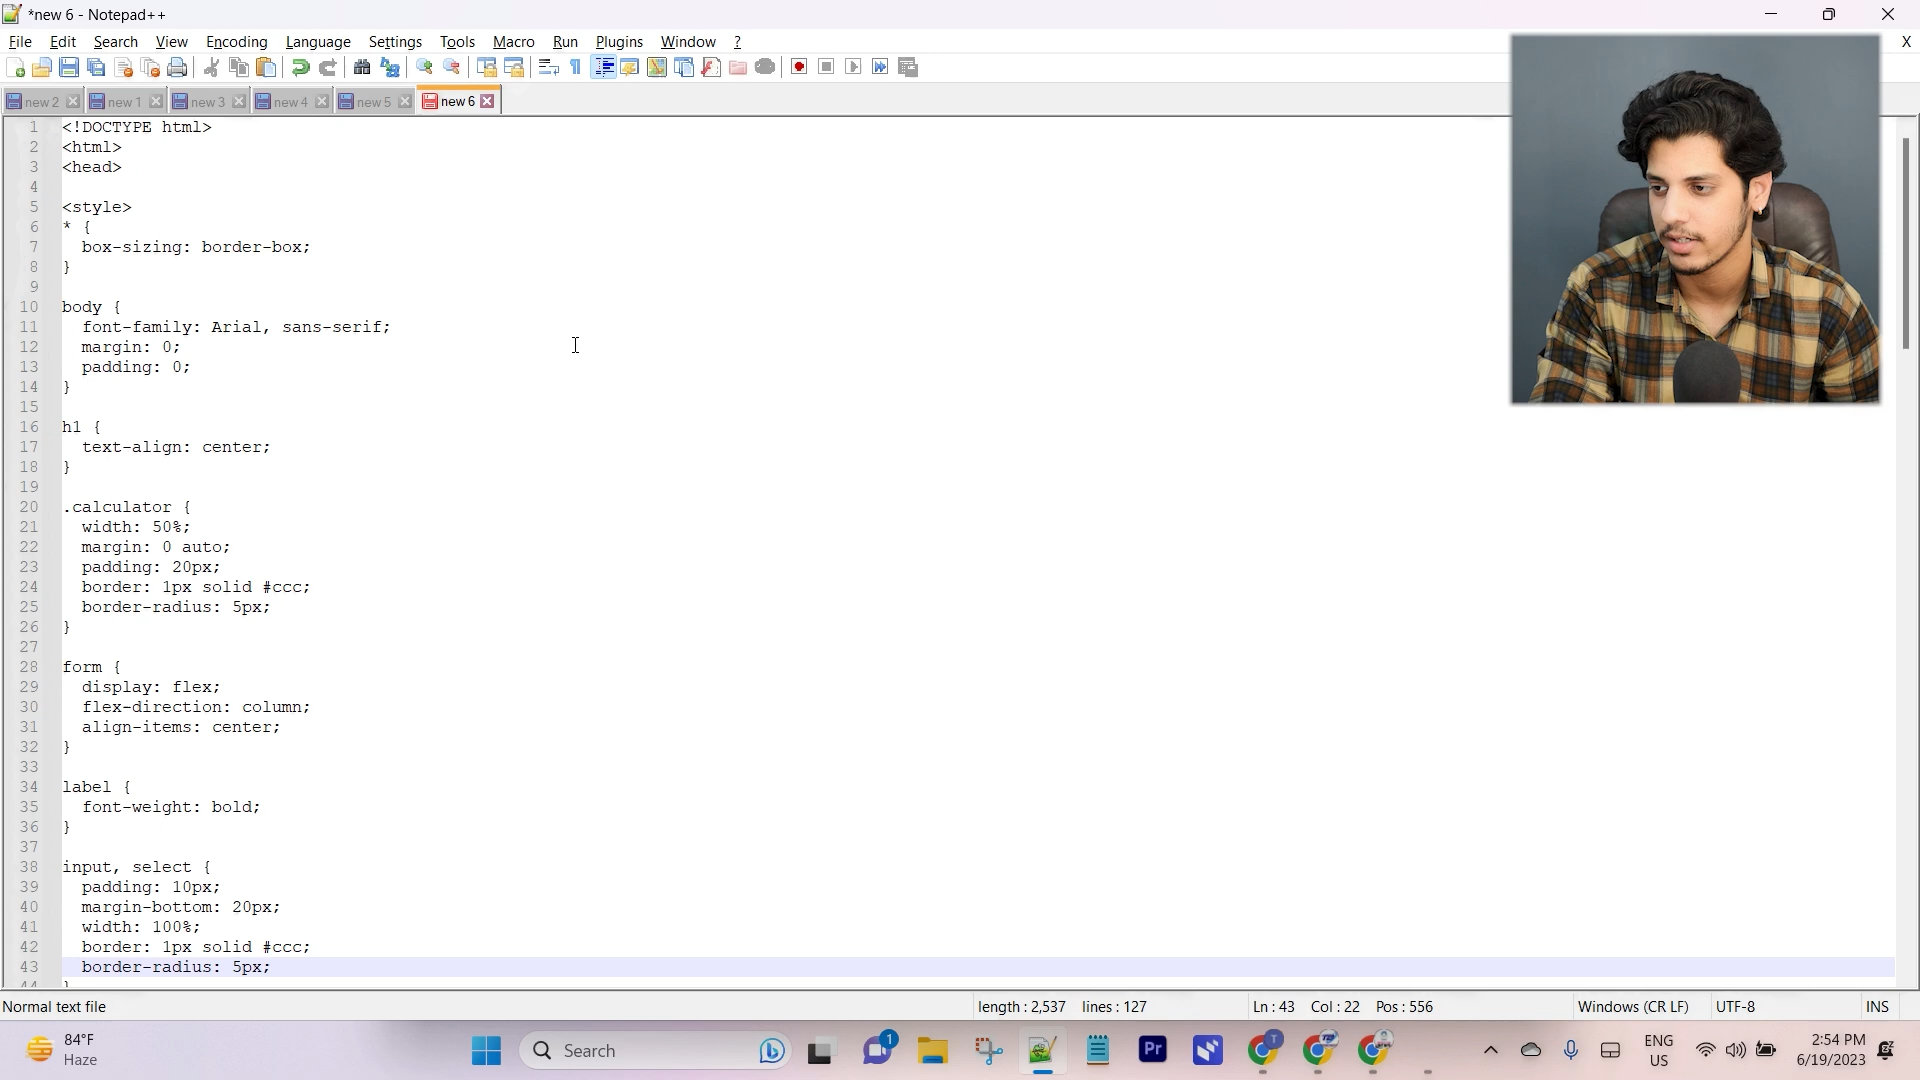 *new 6 - Notepad++
File Edit Search View Encoding Language Settings Tools Macro Run Plugins Window ? X
new 2 new 1 new 3 new 4 new 5 new 6
1 <!DOCTYPE html>
2 <html>
3 <head>
4
5 <style>
6 * {
7 box-sizing: border-box;
8 }
9
10 body {
11 font-family: Arial, sans-serif;
12 margin: 0;
13 padding: 0;
14 }
15
16 h1 {
17 text-align: center;
18 }
19
20 .calculator {
21 width: 50%;
22 margin: 0 auto;
23 padding: 20px;
24 border: 1px solid #ccc;
25 border-radius: 5px;
26 }
27
28 form {
29 display: flex;
30 flex-direction: column;
31 align-items: center;
32 }
33
34 label {
35 font-weight: bold;
36 }
37
38 input, select {
39 padding: 10px;
40 margin-bottom: 20px;
41 width: 100%;
42 border: 1px solid #ccc;
43 border-radius: 5px;
44 }
Normal text file length : 2,537 lines : 127 Ln : 43 Col : 22 Pos : 556 Windows (CR LF) UTF-8 INS
84°F
Haze
Search
1
Pr
T
ENG
US
2:54 PM
6/19/2023